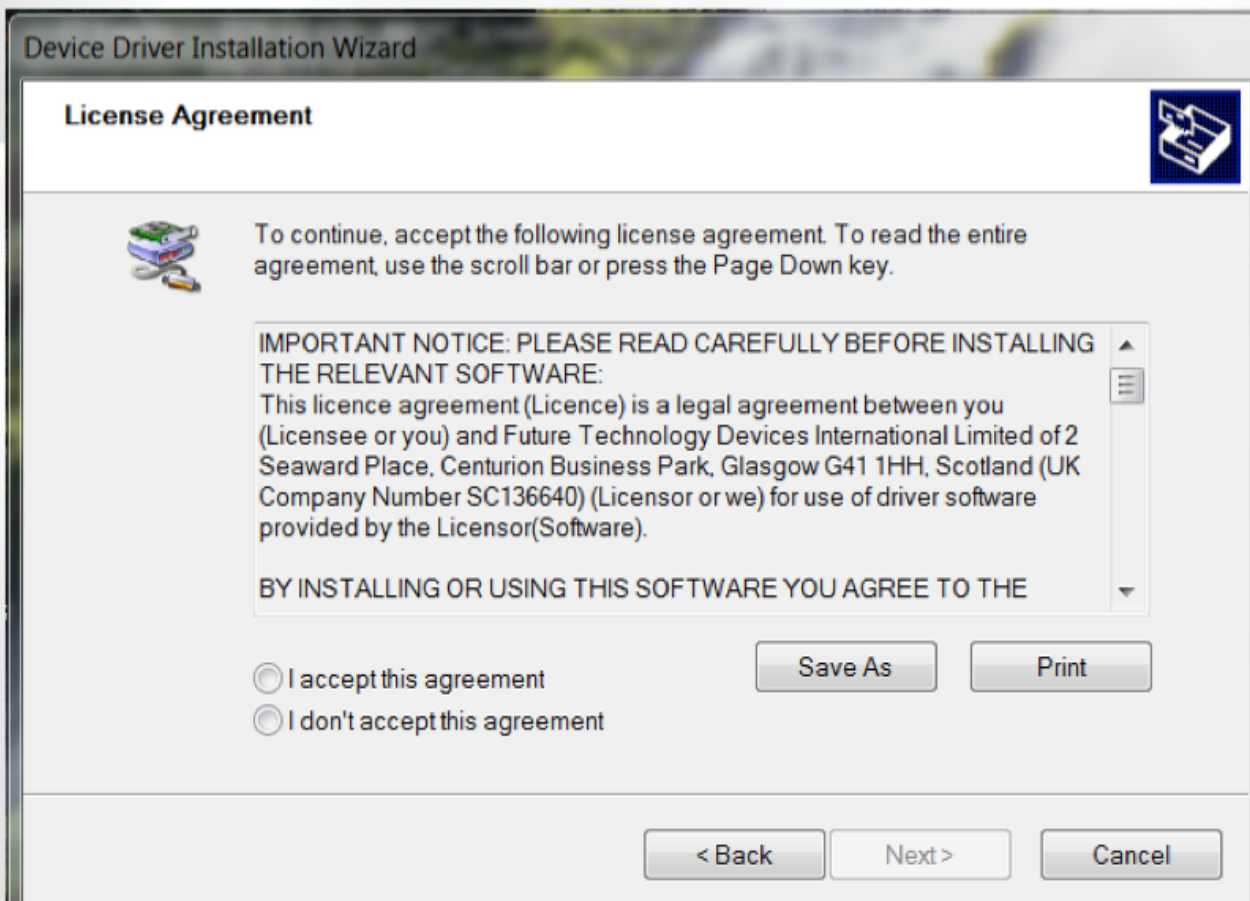 Device Driver Installation Wizard
License Agreement
To continue, accept the following license agreement. To read the entire
agreement, use the scroll bar or press the Page Down key.
IMPORTANT NOTICE: PLEASE READ CAREFULLY BEFORE INSTALLING
THE RELEVANT SOFTWARE:
This licence agreement (Licence) is a legal agreement between you
(Licensee or you) and Future Technology Devices International Limited of 2
Seaward Place, Centurion Business Park, Glasgow G41 1HH, Scotland (UK
Company Number SC136640) (Licensor or we) for use of driver software
provided by the Licensor(Software).
BY INSTALLING OR USING THIS SOFTWARE YOU AGREE TO THE
I accept this agreement
I don't accept this agreement
Save As
Print
< Back
Next >
Cancel